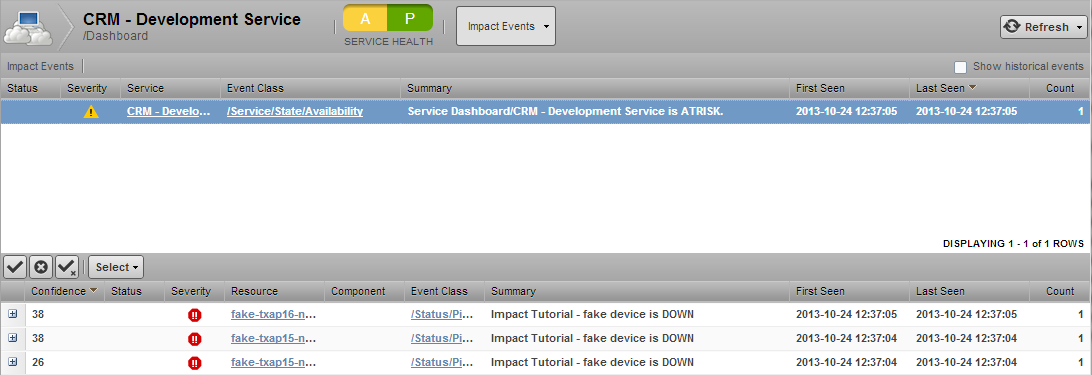 CRM - Development Service
/Dashboard
A P
SERVICE HEALTH
Impact Events
Refresh
Impact Events
Show historical events
Status Severity Service Event Class Summary First Seen Last Seen Count
CRM - Develo... /Service/State/Availability Service Dashboard/CRM - Development Service is ATRISK. 2013-10-24 12:37:05 2013-10-24 12:37:05 1
DISPLAYING 1 - 1 of 1 ROWS
Select
Confidence Status Severity Resource Component Event Class Summary First Seen Last Seen Count
38 fake-txap16-n... /Status/Pi... Impact Tutorial - fake device is DOWN 2013-10-24 12:37:05 2013-10-24 12:37:05 1
38 fake-txap15-n... /Status/Pi... Impact Tutorial - fake device is DOWN 2013-10-24 12:37:04 2013-10-24 12:37:04 1
26 fake-txap15-n... /Status/Pi... Impact Tutorial - fake device is DOWN 2013-10-24 12:37:04 2013-10-24 12:37:04 1